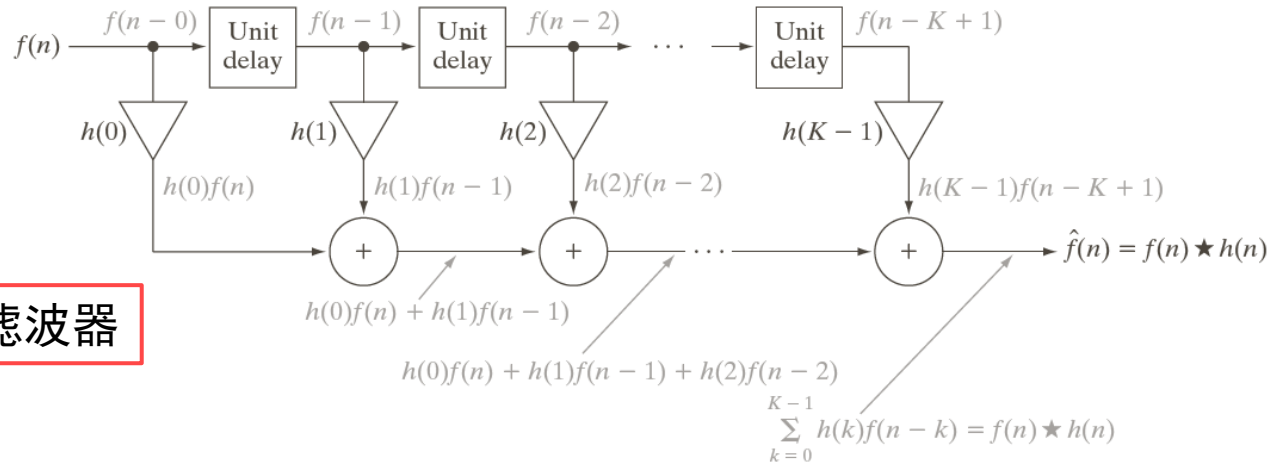 f(n)
f(n − 0)
Unit
delay
f(n − 1)
Unit
delay
f(n − 2)
···
Unit
delay
f(n − K + 1)
h(0)
h(1)
h(2)
h(K − 1)
h(0)f(n)
h(1)f(n − 1)
h(2)f(n − 2)
h(K − 1)f(n − K + 1)
+
+
···
+
f̂(n) = f(n) ★ h(n)
滤波器
h(0)f(n) + h(1)f(n − 1)
h(0)f(n) + h(1)f(n − 1) + h(2)f(n − 2)
K − 1
∑ h(k)f(n − k) = f(n) ★ h(n)
k = 0